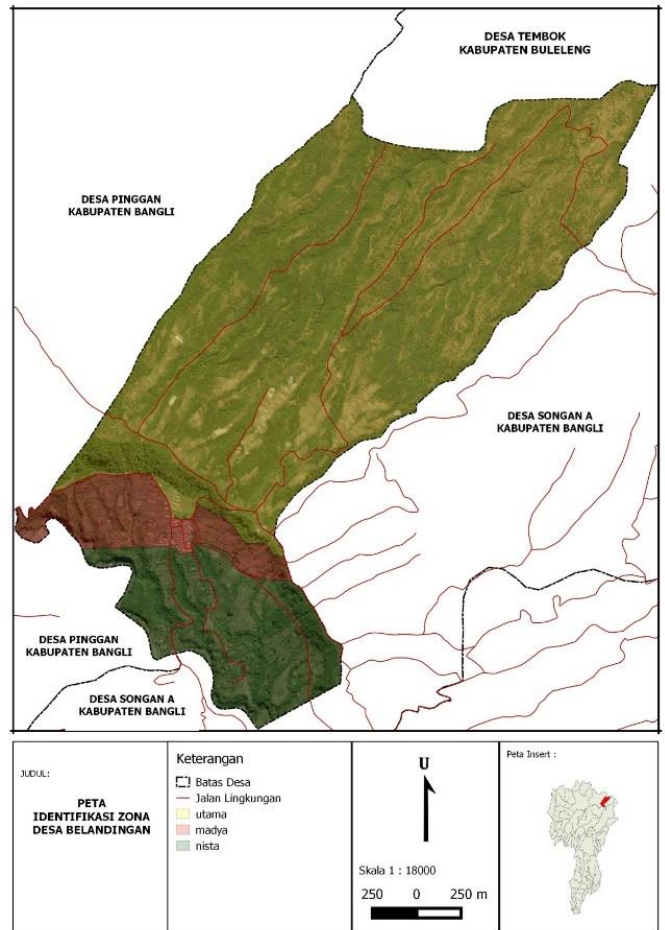 DESA TEMBOK
KABUPATEN BULELENG
DESA PINGGAN
KABUPATEN BANGLI
DESA SONGAN A
KABUPATEN BANGLI
DESA PINGGAN
KABUPATEN BANGLI
DESA SONGAN A
KABUPATEN BANGLI
JUDUL:
PETA
IDENTIFIKASI ZONA
DESA BELANDINGAN
Keterangan
Batas Desa
Jalan Lingkungan
utama
madya
nista
U
Skala 1 : 18000
250 0 250 m
Peta Insert :